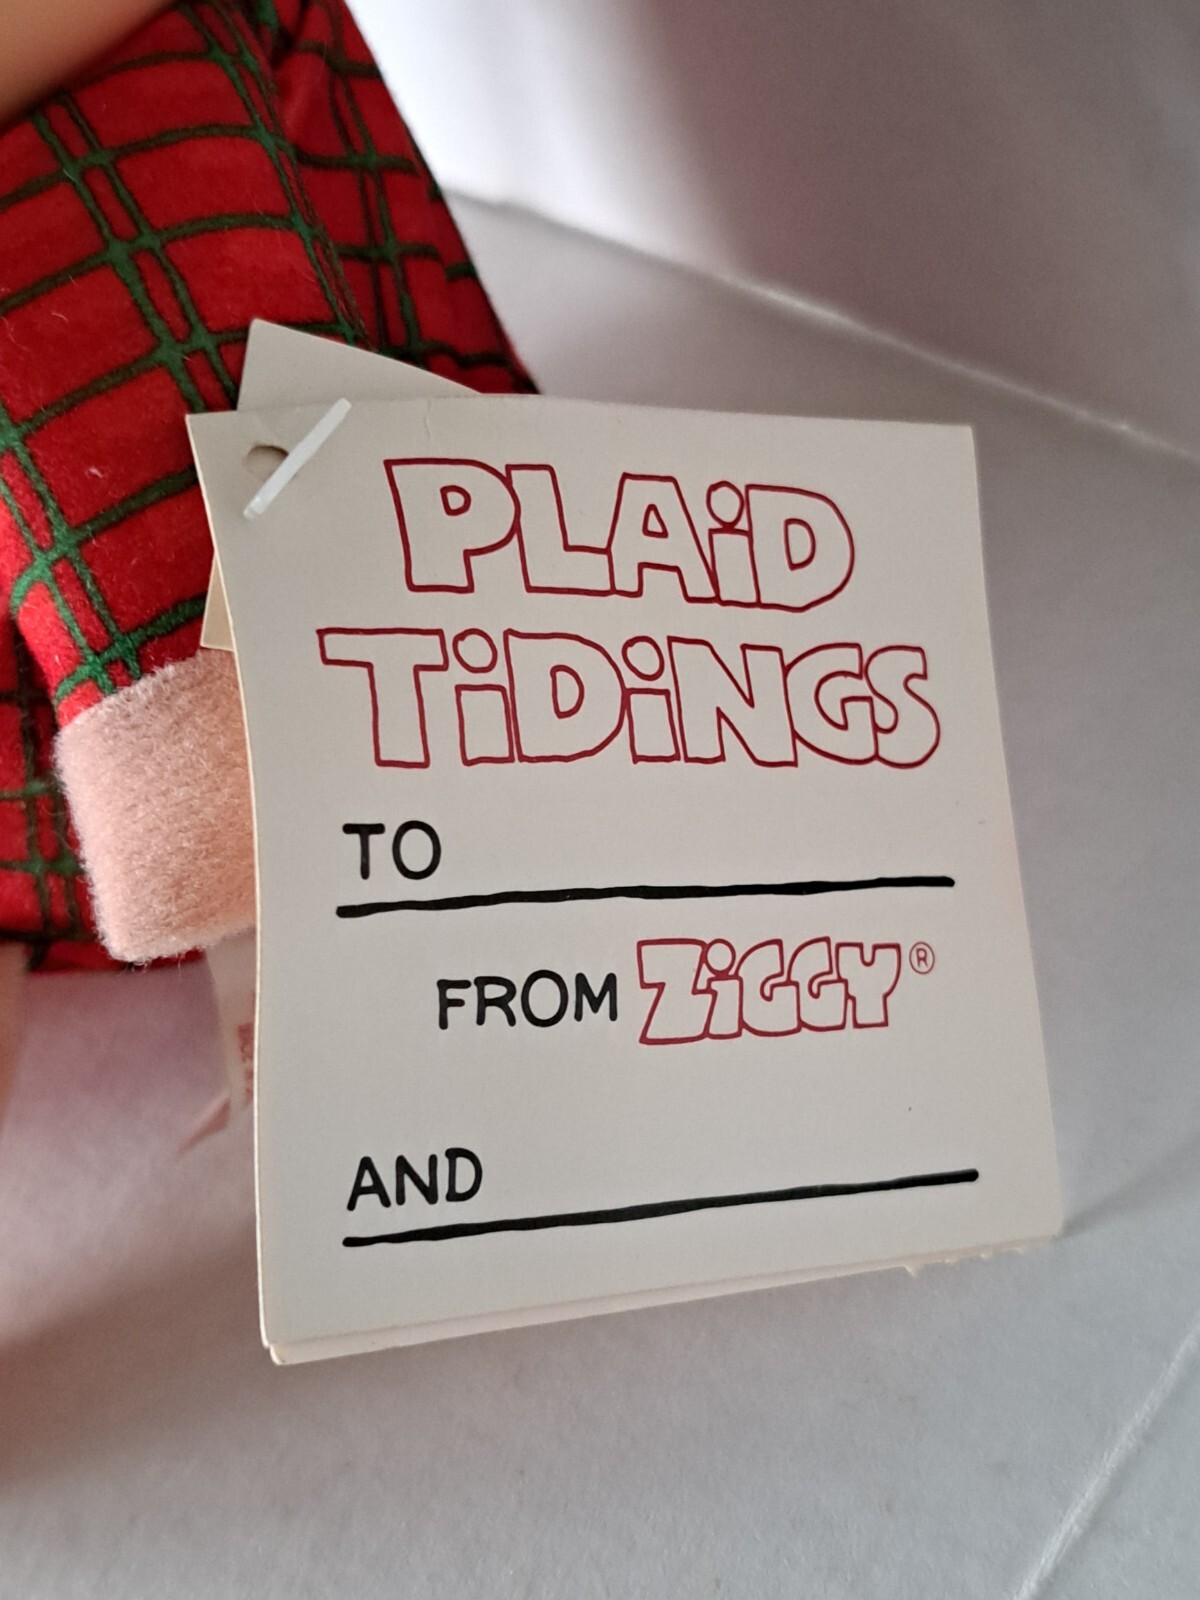 PLAiD
TiDiNGS
TO
FROM ZiGGY®
AND